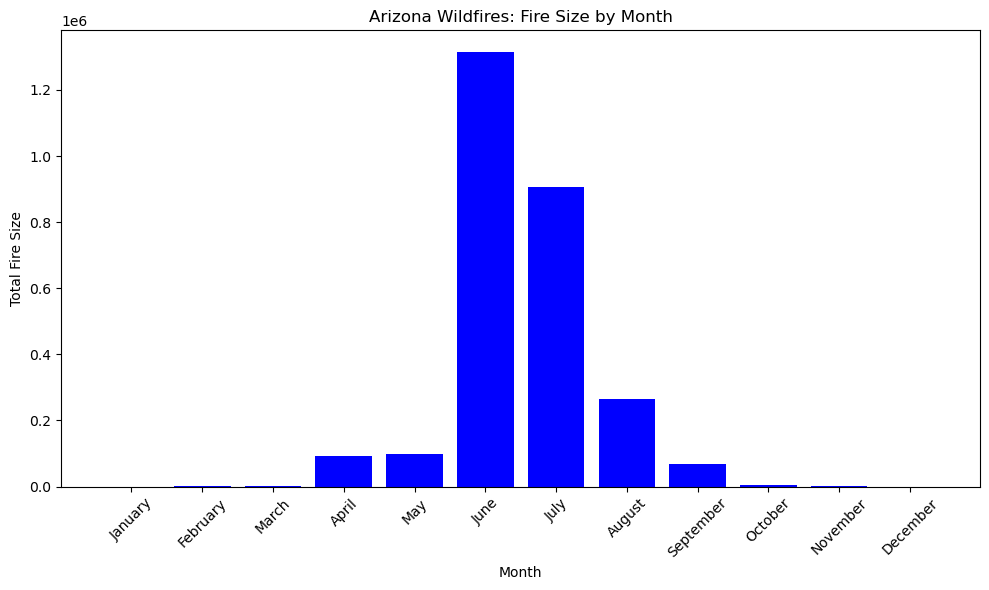 Arizona Wildfires: Fire Size by Month
1e6
Total Fire Size
1.2
1.0
0.8
0.6
0.4
0.2
0.0
January
February
March
April
May
June
July
August
September
October
November
December
Month